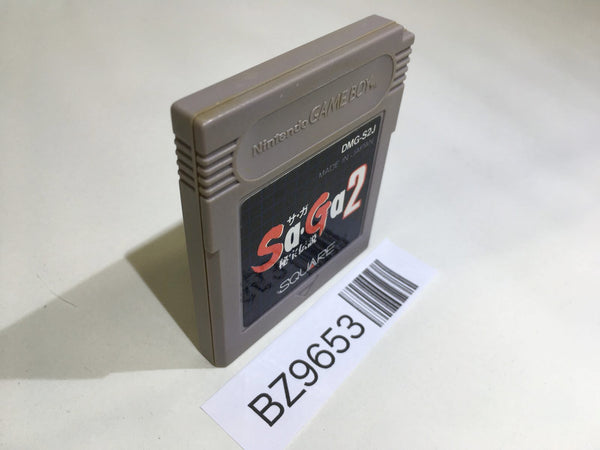 Nintendo GAME BOY
DMG-S2J
MADE IN JAPAN
サ・ガ
Sa・Ga2
秘宝伝説
SQUARE
BZ9653